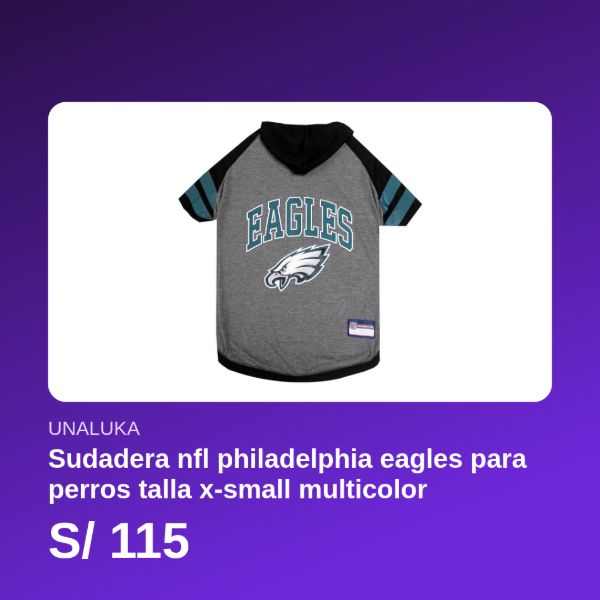 EAGLES
UNALUKA
Sudadera nfl philadelphia eagles para
perros talla x-small multicolor
S/ 115